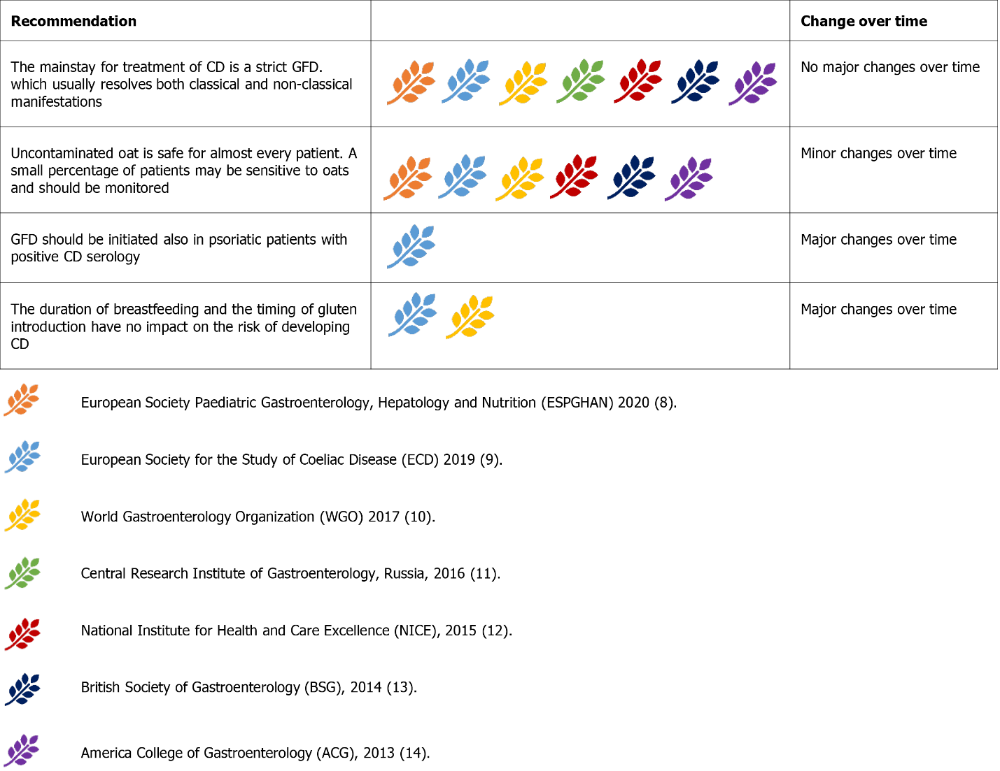 Recommendation
Change over time
The mainstay for treatment of CD is a strict GFD.
which usually resolves both classical and non-classical
manifestations
No major changes over time
Uncontaminated oat is safe for almost every patient. A
small percentage of patients may be sensitive to oats
and should be monitored
Minor changes over time
GFD should be initiated also in psoriatic patients with
positive CD serology
Major changes over time
The duration of breastfeeding and the timing of gluten
introduction have no impact on the risk of developing
CD
Major changes over time
European Society Paediatric Gastroenterology, Hepatology and Nutrition (ESPGHAN) 2020 (8).
European Society for the Study of Coeliac Disease (ECD) 2019 (9).
World Gastroenterology Organization (WGO) 2017 (10).
Central Research Institute of Gastroenterology, Russia, 2016 (11).
National Institute for Health and Care Excellence (NICE), 2015 (12).
British Society of Gastroenterology (BSG), 2014 (13).
America College of Gastroenterology (ACG), 2013 (14).